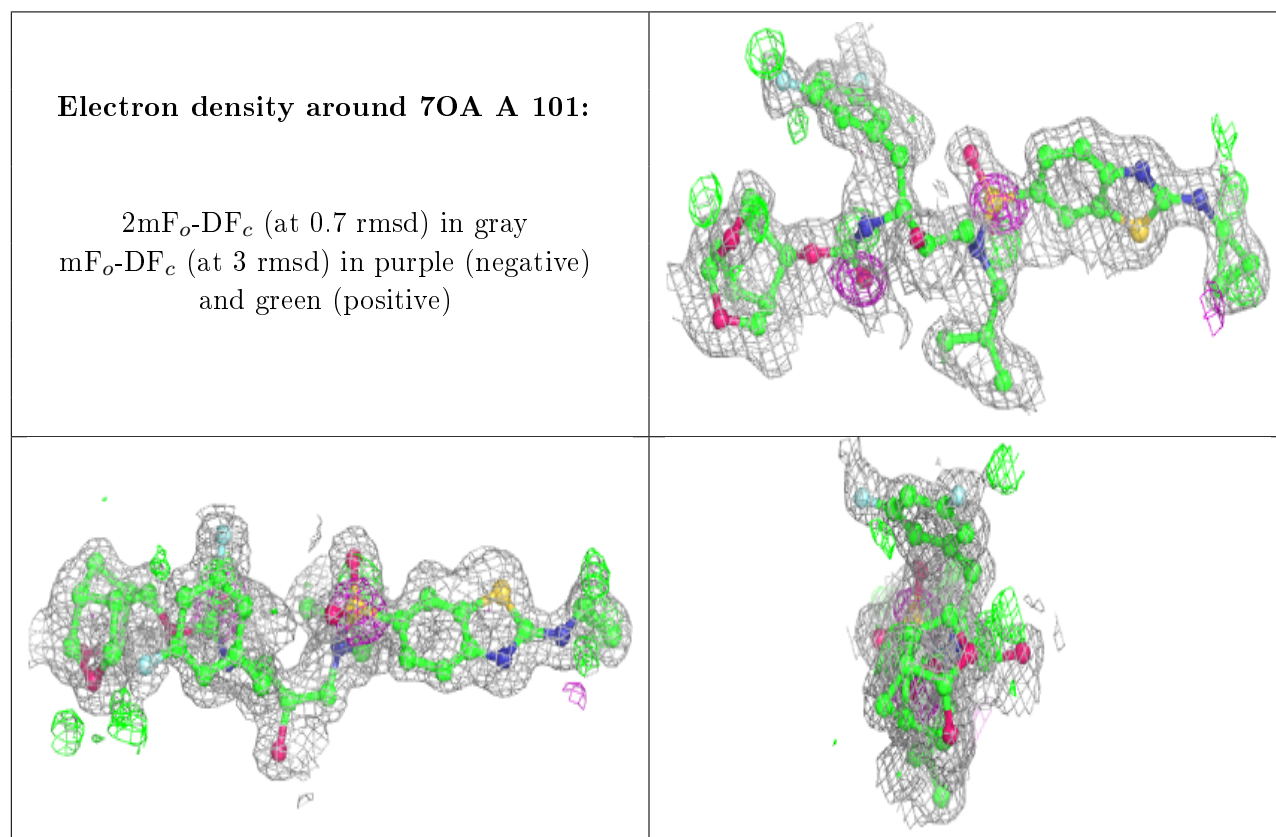 Electron density around 7OA A 101:
2mFo-DFc (at 0.7 rmsd) in gray
mFo-DFc (at 3 rmsd) in purple (negative)
and green (positive)